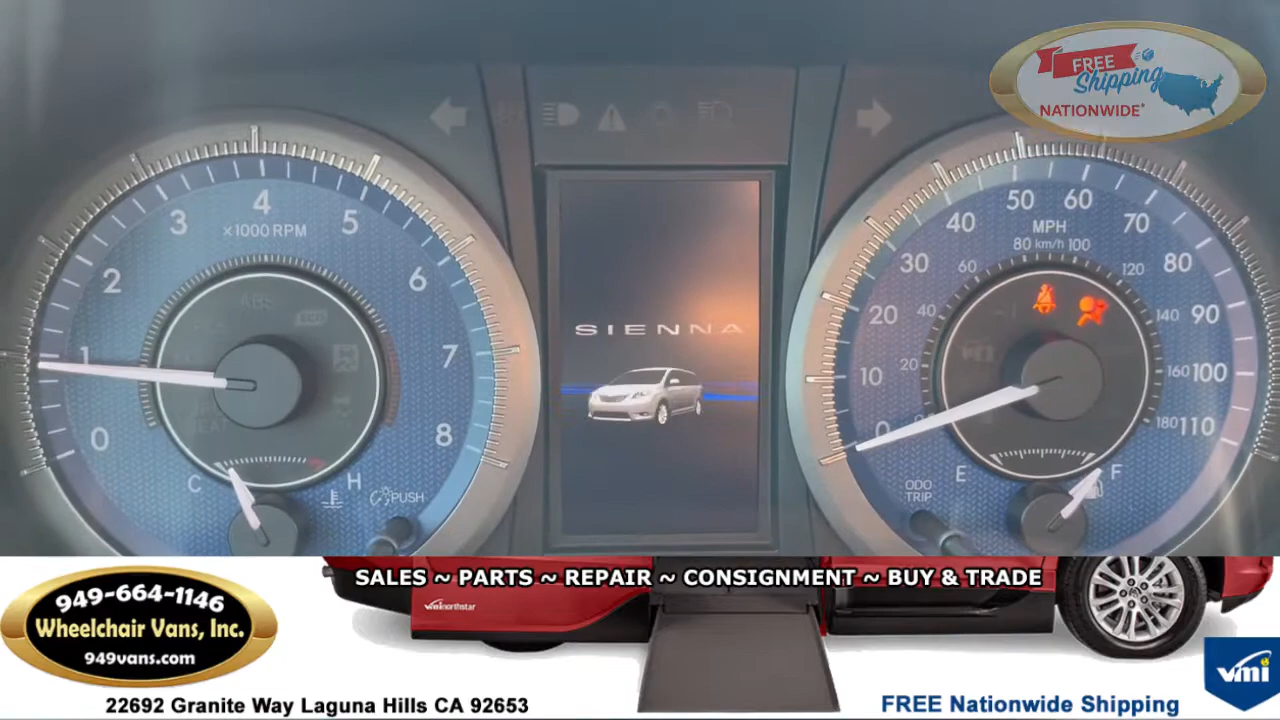 FREE
Shipping
NATIONWIDE*
4
3
5
×1000 RPM
2
6
1
7
0
8
C
H
PUSH
SIENNA
50
60
40
70
MPH
80 km/h 100
30
60
120
80
20
40
140
90
10
20
160
100
0
180
110
ODO
TRIP
E
F
SALES ~ PARTS ~ REPAIR ~ CONSIGNMENT ~ BUY & TRADE
949-664-1146
Wheelchair Vans, Inc.
949vans.com
vmi northstar
vmi
22692 Granite Way Laguna Hills CA 92653
FREE Nationwide Shipping